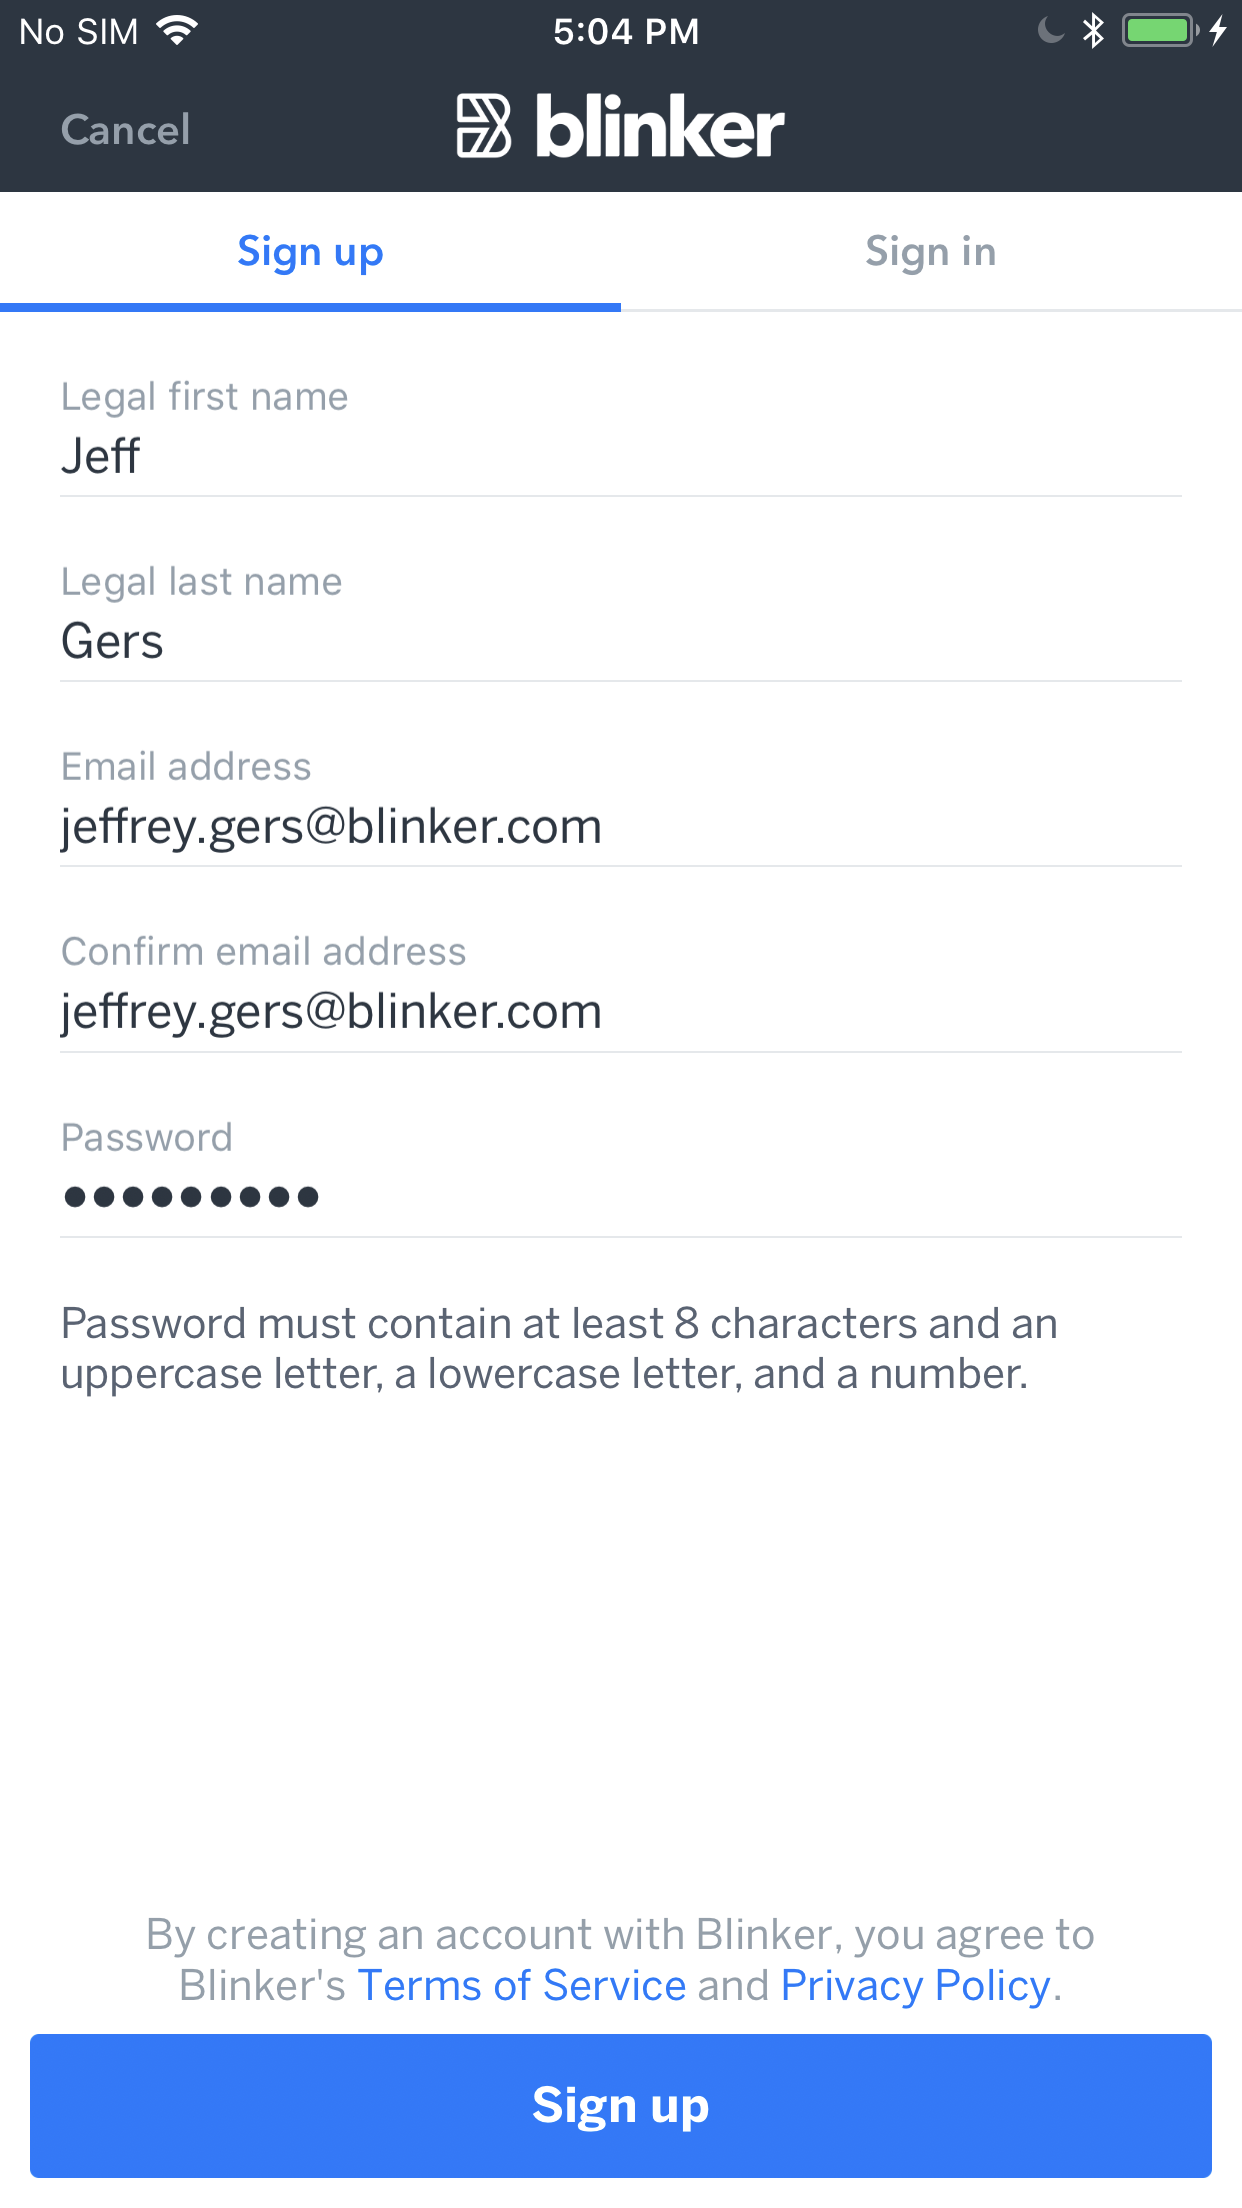 No SIM 5:04 PM
Cancel blinker
Sign up Sign in
Legal first name
Jeff
Legal last name
Gers
Email address
jeffrey.gers@blinker.com
Confirm email address
jeffrey.gers@blinker.com
Password
●●●●●●●●●
Password must contain at least 8 characters and an
uppercase letter, a lowercase letter, and a number.
By creating an account with Blinker, you agree to
Blinker's Terms of Service and Privacy Policy.
Sign up